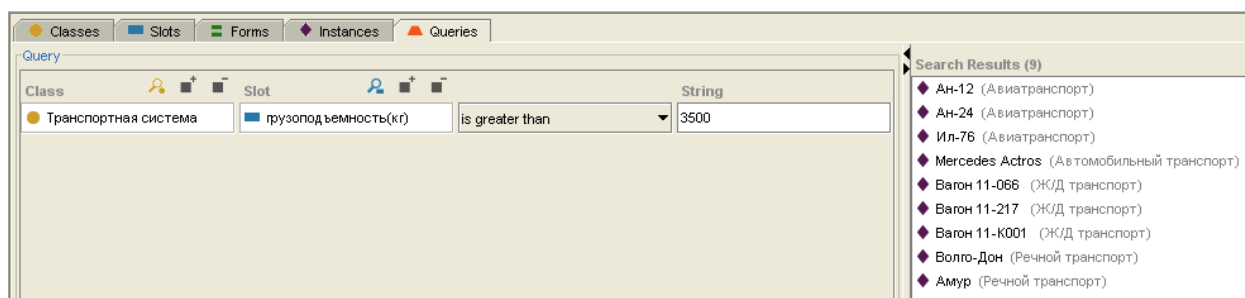 Classes Slots Forms Instances Queries
Query
Class Slot String
Транспортная система грузоподъемность(кг) is greater than 3500
Search Results (9)
Ан-12 (Авиатранспорт)
Ан-24 (Авиатранспорт)
Ил-76 (Авиатранспорт)
Mercedes Actros (Автомобильный транспорт)
Вагон 11-066 (Ж/Д транспорт)
Вагон 11-217 (Ж/Д транспорт)
Вагон 11-К001 (Ж/Д транспорт)
Волго-Дон (Речной транспорт)
Амур (Речной транспорт)